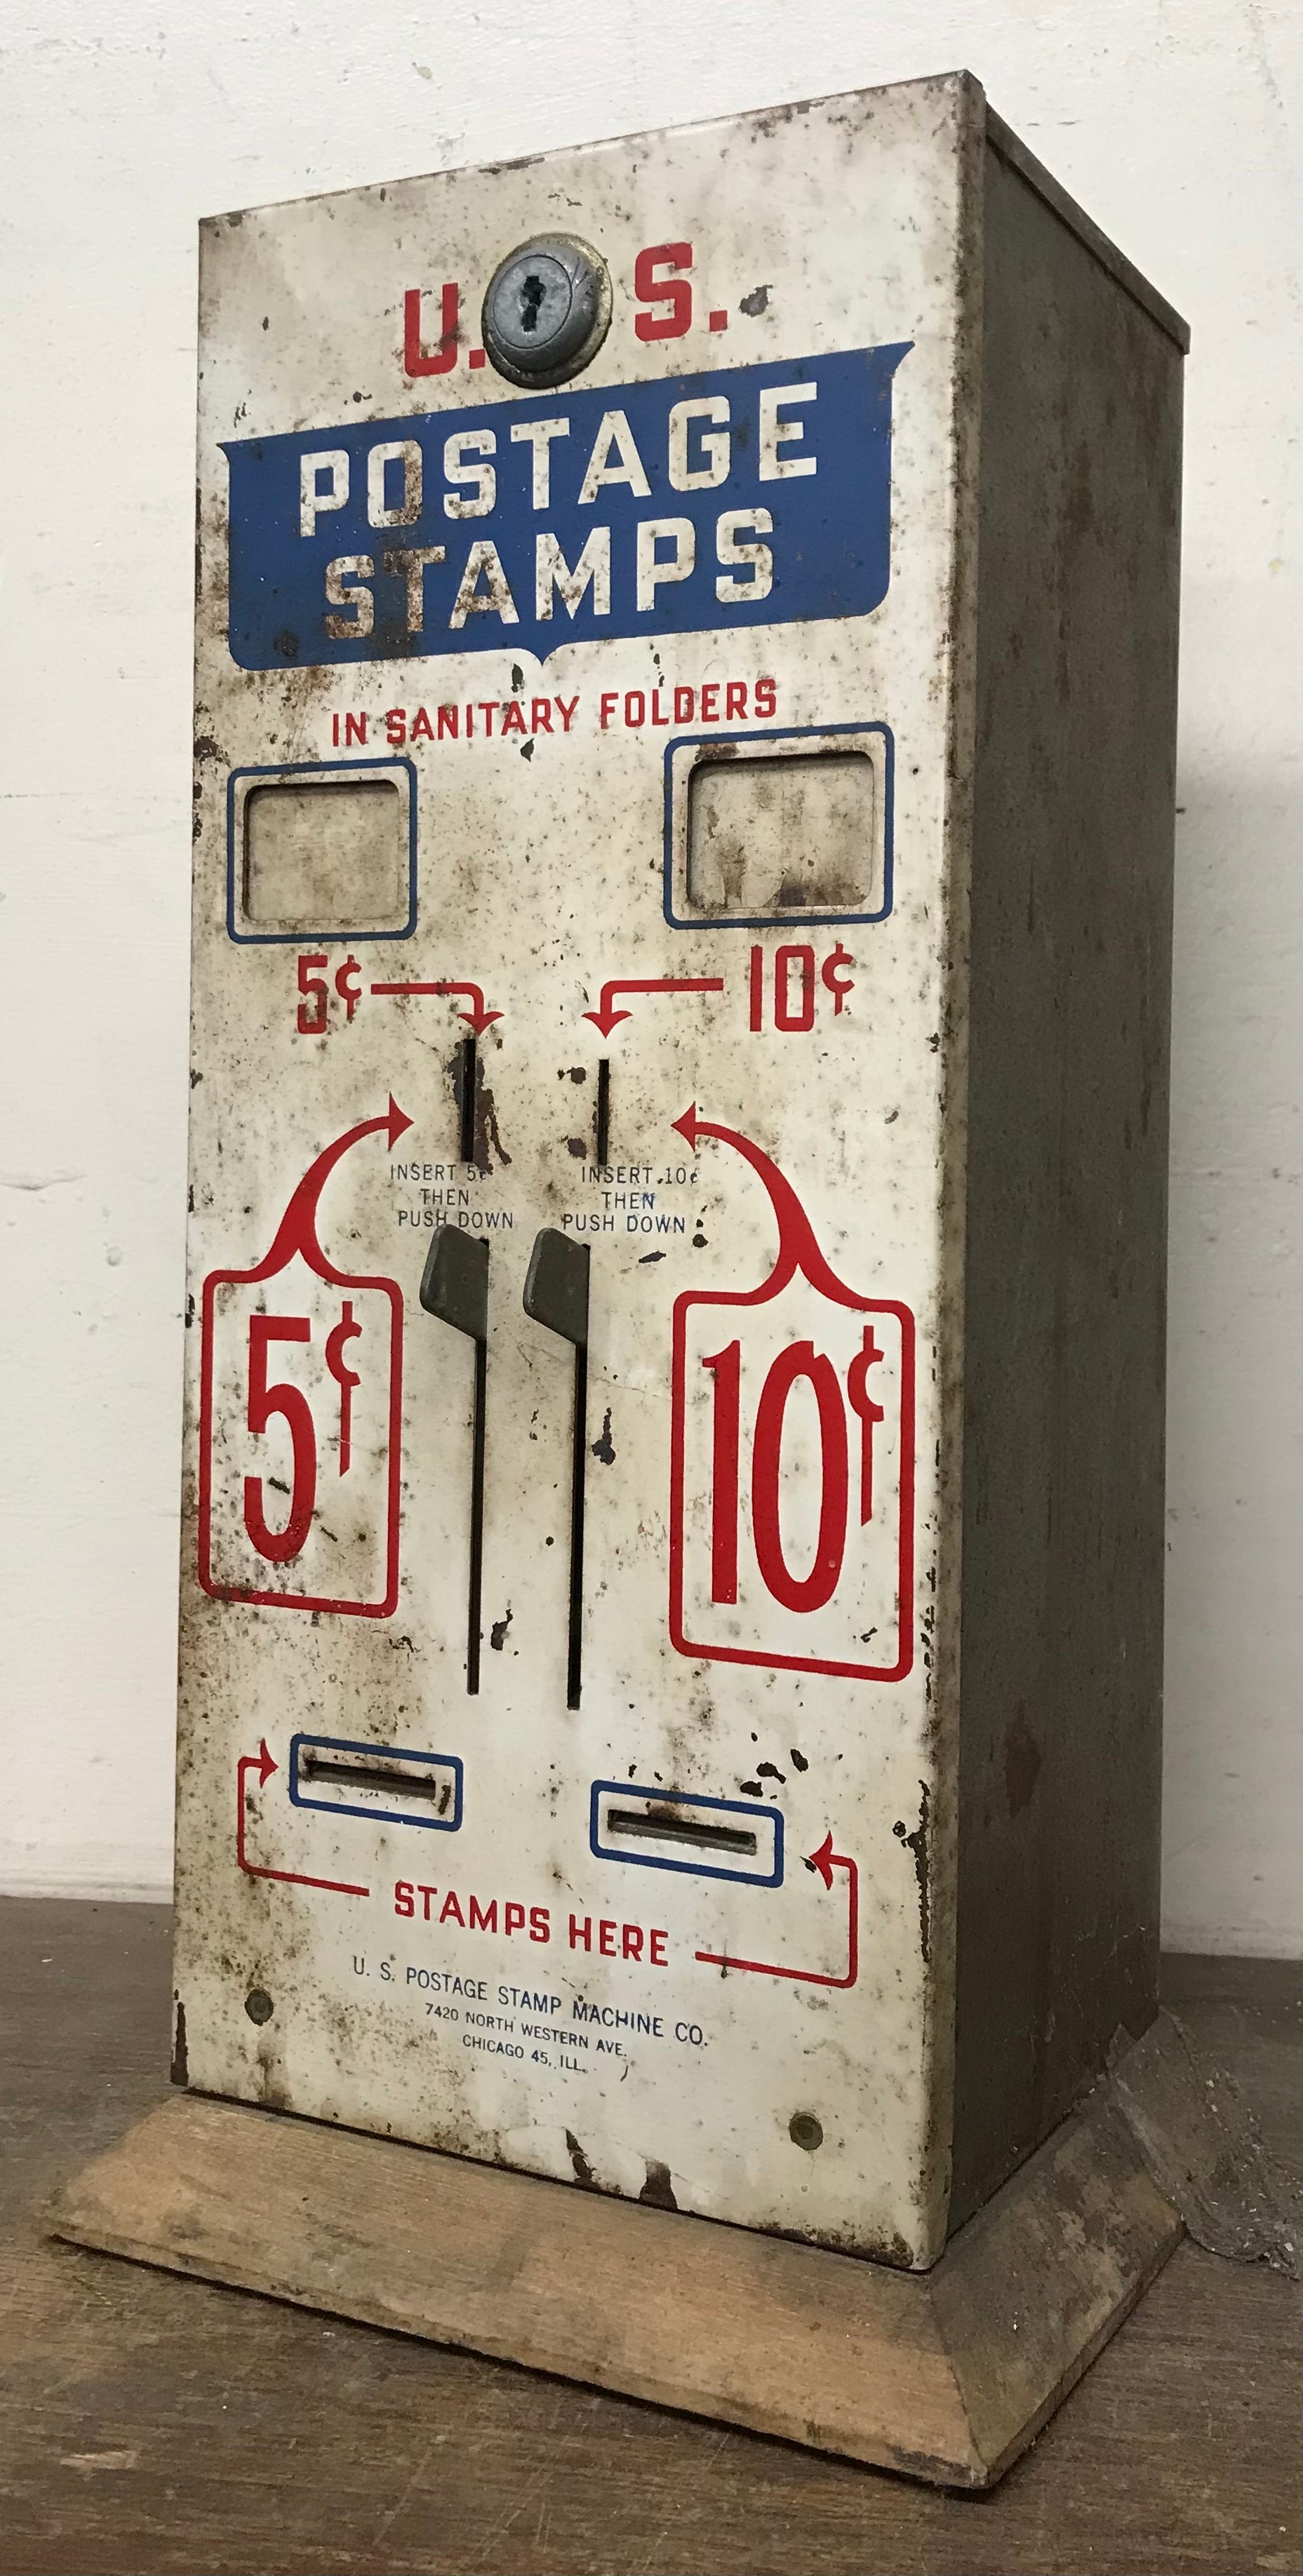 U. S.
POSTAGE
STAMPS
IN SANITARY FOLDERS
5¢ 10¢
INSERT 5¢
THEN
PUSH DOWN
INSERT 10¢
THEN
PUSH DOWN
5¢
10¢
STAMPS HERE
U. S. POSTAGE STAMP MACHINE CO.
7420 NORTH WESTERN AVE.
CHICAGO 45, ILL.